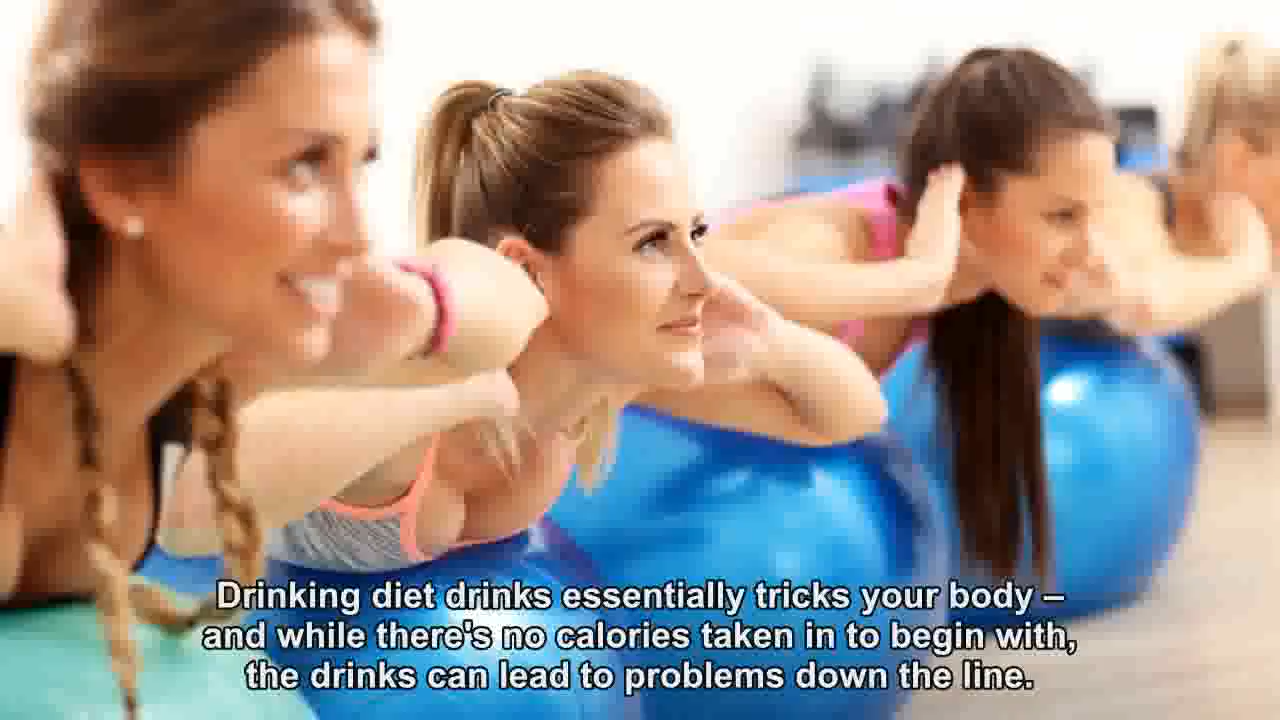 Drinking diet drinks essentially tricks your body –
and while there's no calories taken in to begin with,
the drinks can lead to problems down the line.